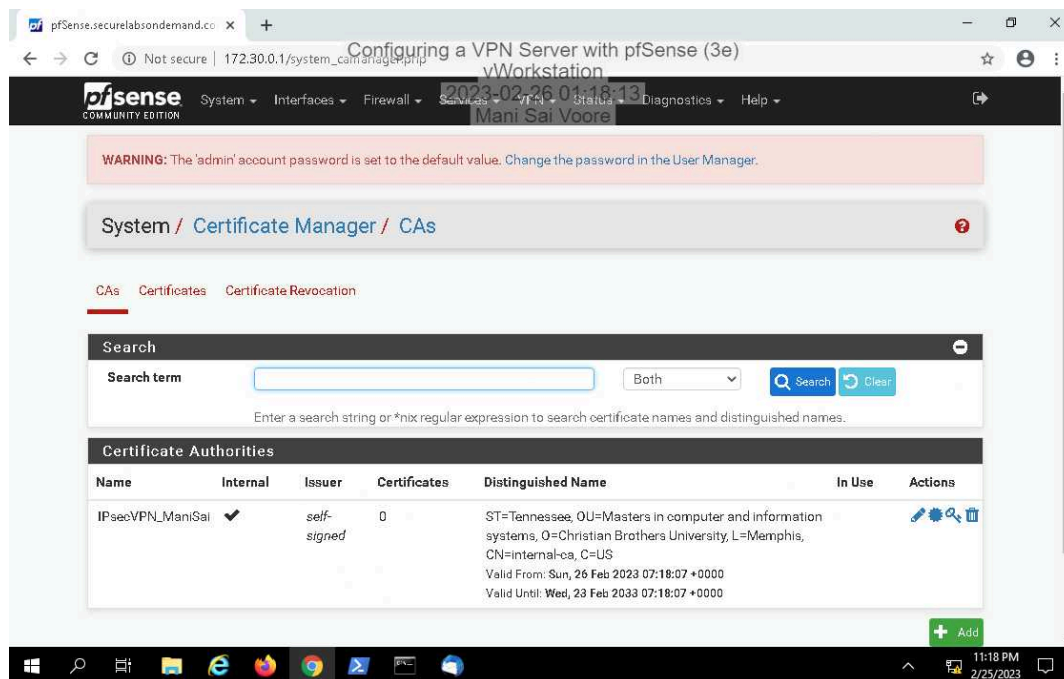 pfSense.securelabsondemand.co
Not secure | 172.30.0.1/system_camanager.php
Configuring a VPN Server with pfSense (3e)
vWorkstation
2023-02-26 01:18:13
Mani Sai Voore
pfsense
COMMUNITY EDITION
System Interfaces Firewall Services VPN Status Diagnostics Help
WARNING: The 'admin' account password is set to the default value. Change the password in the User Manager.
System / Certificate Manager / CAs
CAs Certificates Certificate Revocation
Search
Search term Both Search Clear
Enter a search string or *nix regular expression to search certificate names and distinguished names.
Certificate Authorities
Name Internal Issuer Certificates Distinguished Name In Use Actions
IPsecVPN_ManiSai self- 0 ST=Tennessee, OU=Masters in computer and information
signed systems, O=Christian Brothers University, L=Memphis,
CN=internal-ca, C=US
Valid From: Sun, 26 Feb 2023 07:18:07 +0000
Valid Until: Wed, 23 Feb 2033 07:18:07 +0000
+ Add
11:18 PM
2/25/2023